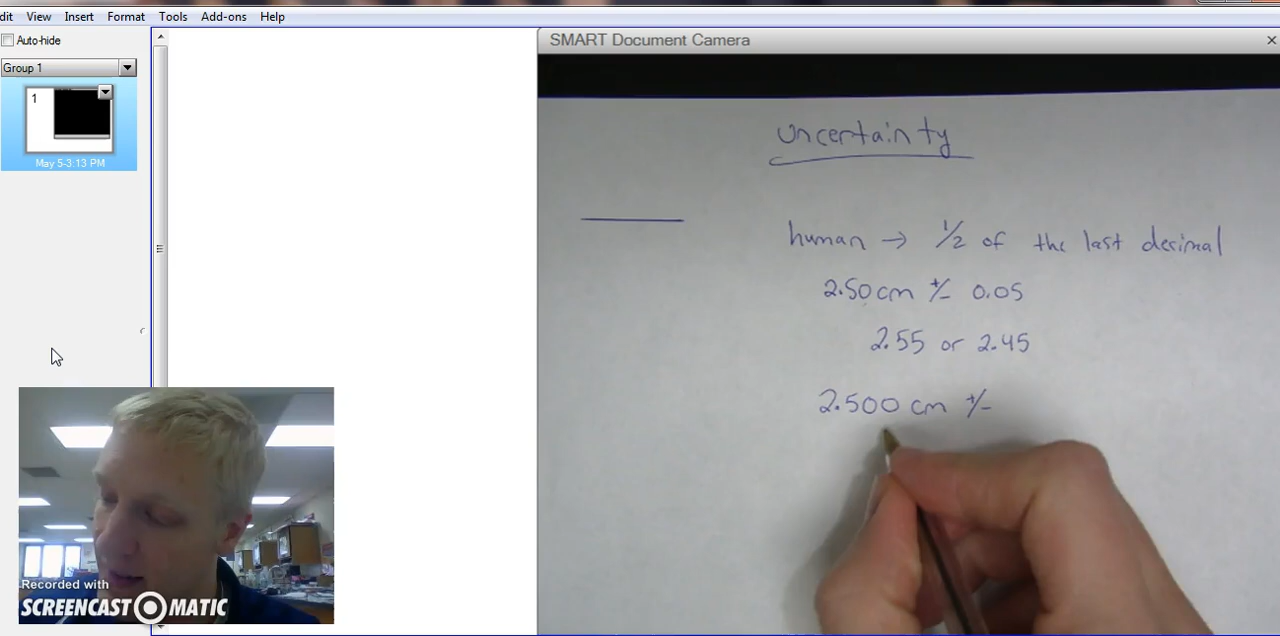 dit View Insert Format Tools Add-ons Help
Auto-hide
SMART Document Camera
Group 1
1
May 5-3:13 PM
Uncertainty
human → 1/2 of the last decimal
2.50 cm +/- 0.05
2.55 or 2.45
2.500 cm +/-
Recorded with
SCREENCAST MATIC